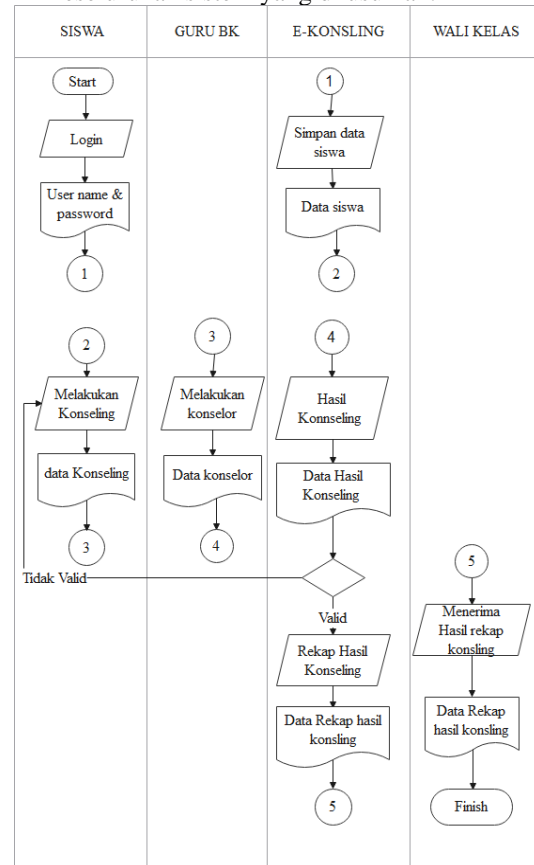 SISWA
GURU BK
E-KONSLING
WALI KELAS
Start
Login
User name &
password
1
1
Simpan data
siswa
Data siswa
2
2
Melakukan
Konseling
data Konseling
3
3
Melakukan
konselor
Data konselor
4
4
Hasil
Konnseling
Data Hasil
Konseling
Tidak Valid
Valid
Rekap Hasil
Konseling
Data Rekap hasil
konsling
5
5
Menerima
Hasil rekap
konsling
Data Rekap
hasil konsling
Finish